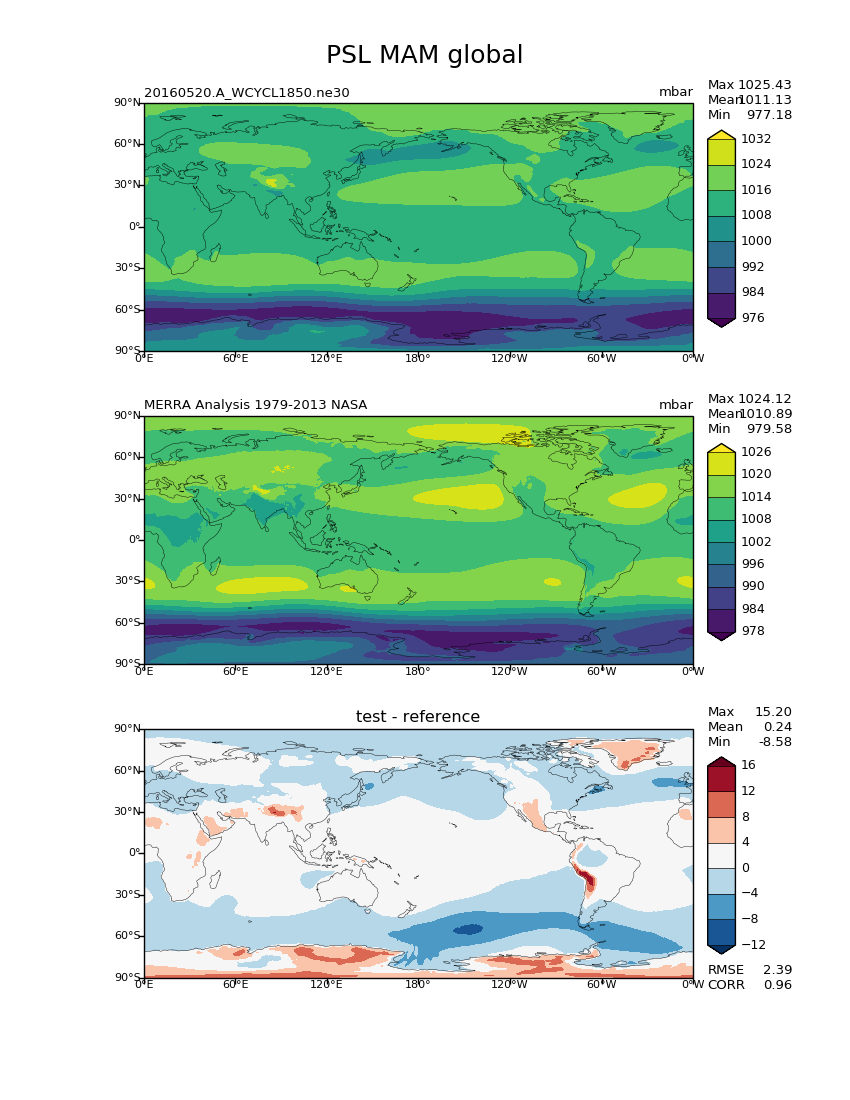 PSL MAM global
20160520.A_WCYCL1850.ne30 mbar
Max 1025.43
Mean 1011.13
Min 977.18
90°N
60°N
30°N
0°
30°S
60°S
90°S
0°E 60°E 120°E 180° 120°W 60°W 0°W
1032
1024
1016
1008
1000
992
984
976
MERRA Analysis 1979-2013 NASA mbar
Max 1024.12
Mean 1010.89
Min 979.58
90°N
60°N
30°N
0°
30°S
60°S
90°S
0°E 60°E 120°E 180° 120°W 60°W 0°W
1026
1020
1014
1008
1002
996
990
984
978
test - reference
Max 15.20
Mean 0.24
Min -8.58
90°N
60°N
30°N
0°
30°S
60°S
90°S
0°E 60°E 120°E 180° 120°W 60°W 0°W
16
12
8
4
0
−4
−8
−12
RMSE 2.39
CORR 0.96